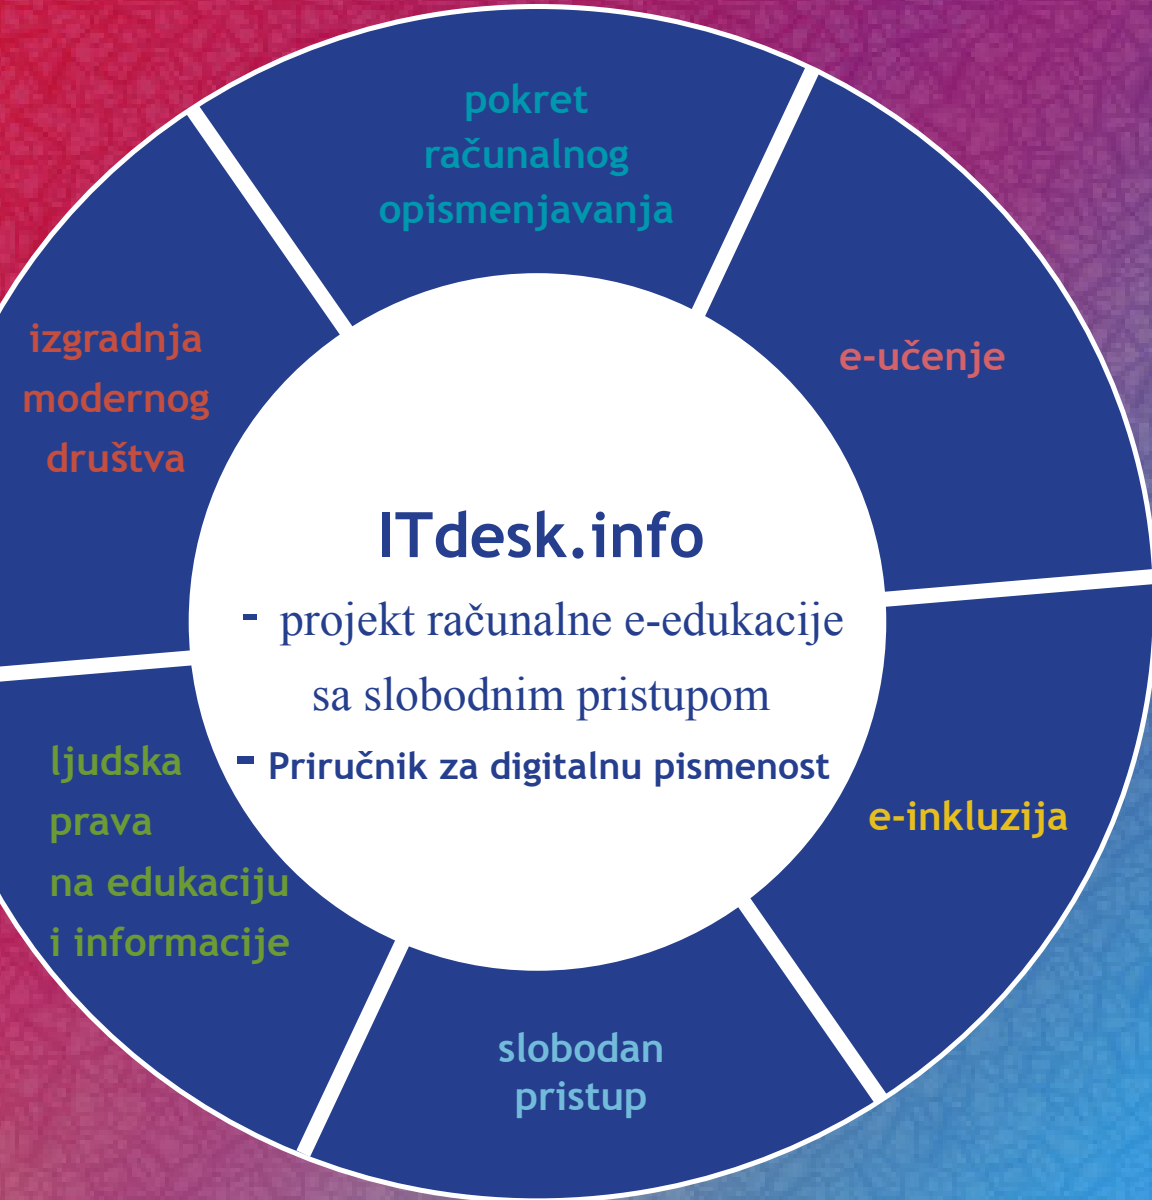 pokret
računalnog
opismenjavanja
e-učenje
izgradnja
modernog
društva
ITdesk.info
- projekt računalne e-edukacije
sa slobodnim pristupom
- Priručnik za digitalnu pismenost
ljudska
prava
na edukaciju
i informacije
e-inkluzija
slobodan
pristup